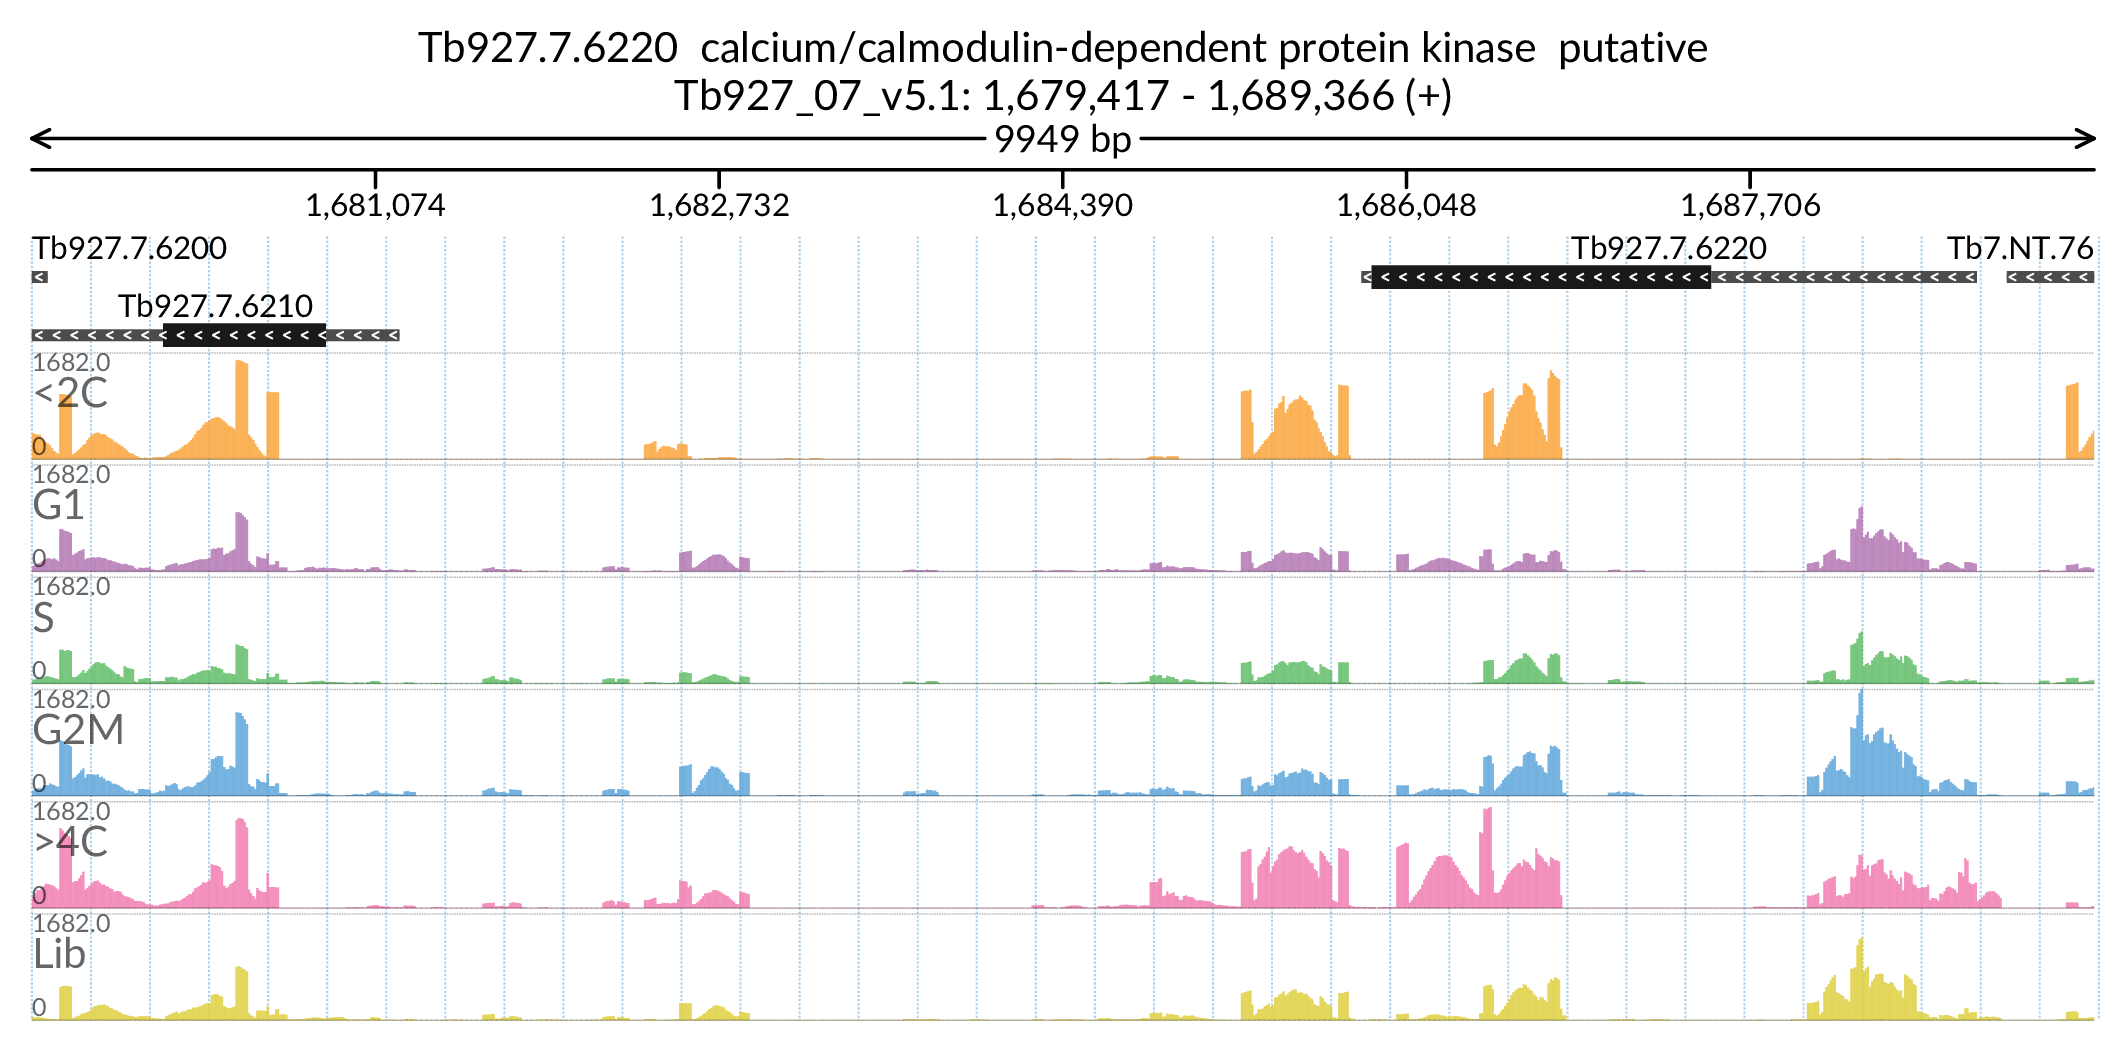 Tb927.7.6220  calcium/calmodulin-dependent protein kinase  putative
Tb927_07_v5.1: 1,679,417 - 1,689,366 (+)
9949 bp
1,681,074 1,682,732 1,684,390 1,686,048 1,687,706
Tb927.7.6200 Tb927.7.6220 Tb7.NT.76
Tb927.7.6210
1682.0
<2C
0
1682.0
G1
0
1682.0
S
0
1682.0
G2M
0
1682.0
>4C
0
1682.0
Lib
0